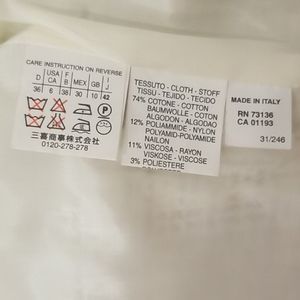 CARE INSTRUCTION ON REVERSE
D USA CA F B MEX GB I J
36 6 38 30 10 42
三喜商事株式会社
0120-278-278
TESSUTO - CLOTH - STOFF
TISSU - TEJIDO - TECIDO
74% COTONE - COTTON
BAUMWOLLE - COTON
ALGODON - ALGODAO
12% POLIAMMIDE - NYLON
POLYAMID-POLYAMIDE
NAILON
11% VISCOSA - RAYON
VISKOSE - VISCOSE
3% POLIESTERE
MADE IN ITALY
RN 73136
CA 01193
31/246